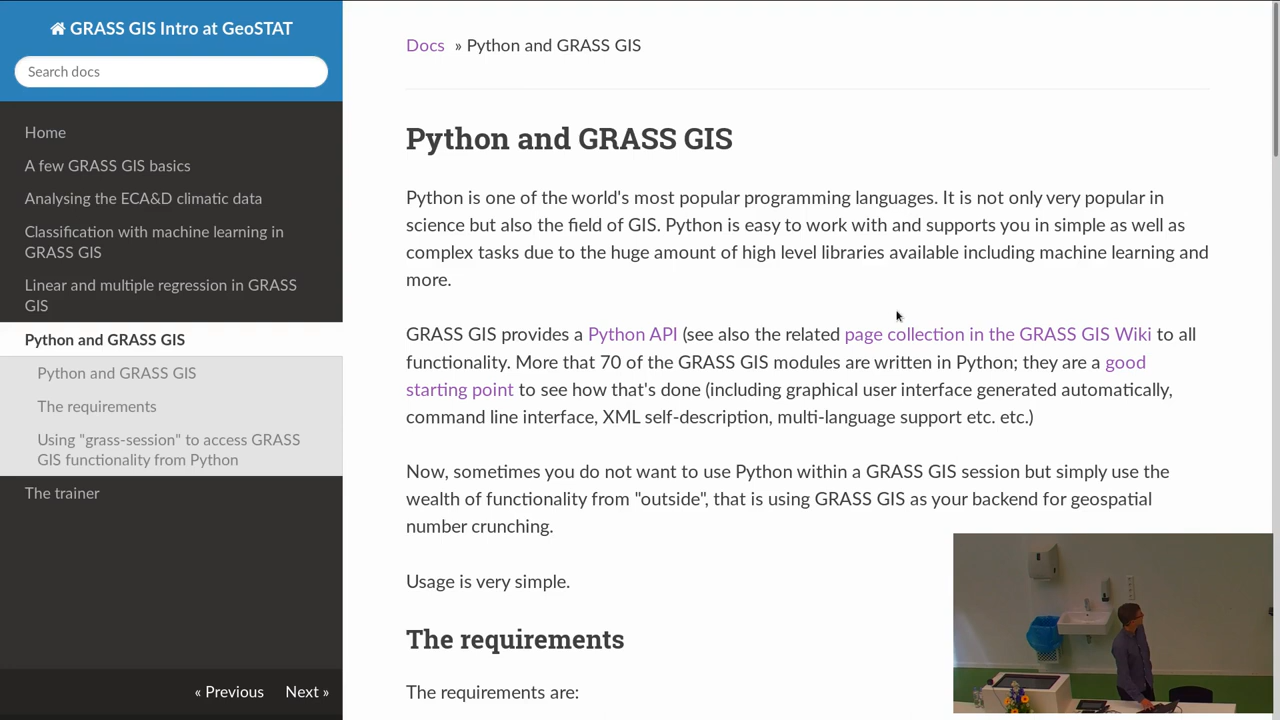 GRASS GIS Intro at GeoSTAT
Search docs
Home
A few GRASS GIS basics
Analysing the ECA&D climatic data
Classification with machine learning in
GRASS GIS
Linear and multiple regression in GRASS
GIS
Python and GRASS GIS
Python and GRASS GIS
The requirements
Using "grass-session" to access GRASS
GIS functionality from Python
The trainer
« Previous Next »
Docs » Python and GRASS GIS
Python and GRASS GIS
Python is one of the world's most popular programming languages. It is not only very popular in
science but also the field of GIS. Python is easy to work with and supports you in simple as well as
complex tasks due to the huge amount of high level libraries available including machine learning and
more.
GRASS GIS provides a Python API (see also the related page collection in the GRASS GIS Wiki to all
functionality. More that 70 of the GRASS GIS modules are written in Python; they are a good
starting point to see how that's done (including graphical user interface generated automatically,
command line interface, XML self-description, multi-language support etc. etc.)
Now, sometimes you do not want to use Python within a GRASS GIS session but simply use the
wealth of functionality from "outside", that is using GRASS GIS as your backend for geospatial
number crunching.
Usage is very simple.
The requirements
The requirements are: